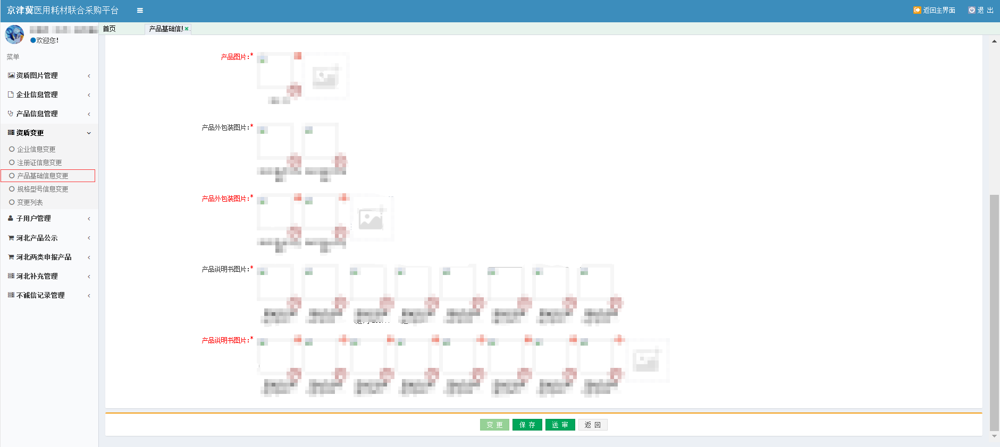 京津冀医用耗材联合采购平台
返回主界面
退 出
欢迎您!
首页
产品基础信息
菜单
资质图片管理
企业信息管理
产品信息管理
资质变更
企业信息变更
注册证信息变更
产品基础信息变更
规格型号信息变更
变更列表
子用户管理
河北产品公示
河北两类申报产品
河北补充管理
不诚信记录管理
产品图片:*
产品外包装图片:*
产品外包装图片:*
产品说明书图片:*
产品说明书图片:*
变 更
保 存
送 审
返 回